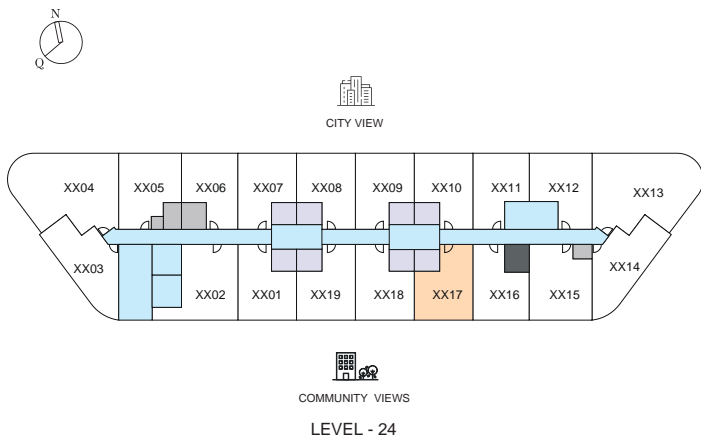 N
Q
CITY VIEW
XX04 XX05 XX06 XX07 XX08 XX09 XX10 XX11 XX12 XX13
XX03 XX02 XX01 XX19 XX18 XX17 XX16 XX15 XX14
COMMUNITY VIEWS
LEVEL - 24